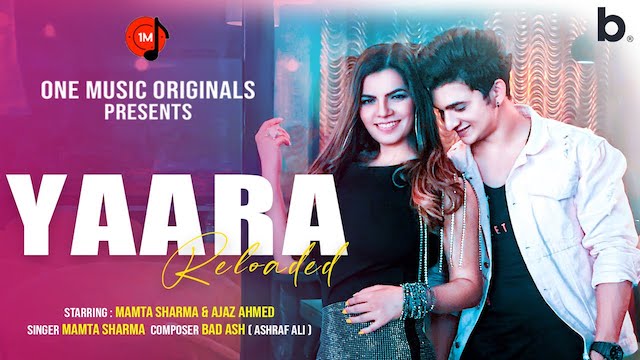 1M
b®
ONE MUSIC ORIGINALS
PRESENTS
YAARA
Reloaded
STARRING : MAMTA SHARMA & AJAZ AHMED
SINGER MAMTA SHARMA COMPOSER BAD ASH ( ASHRAF ALI )